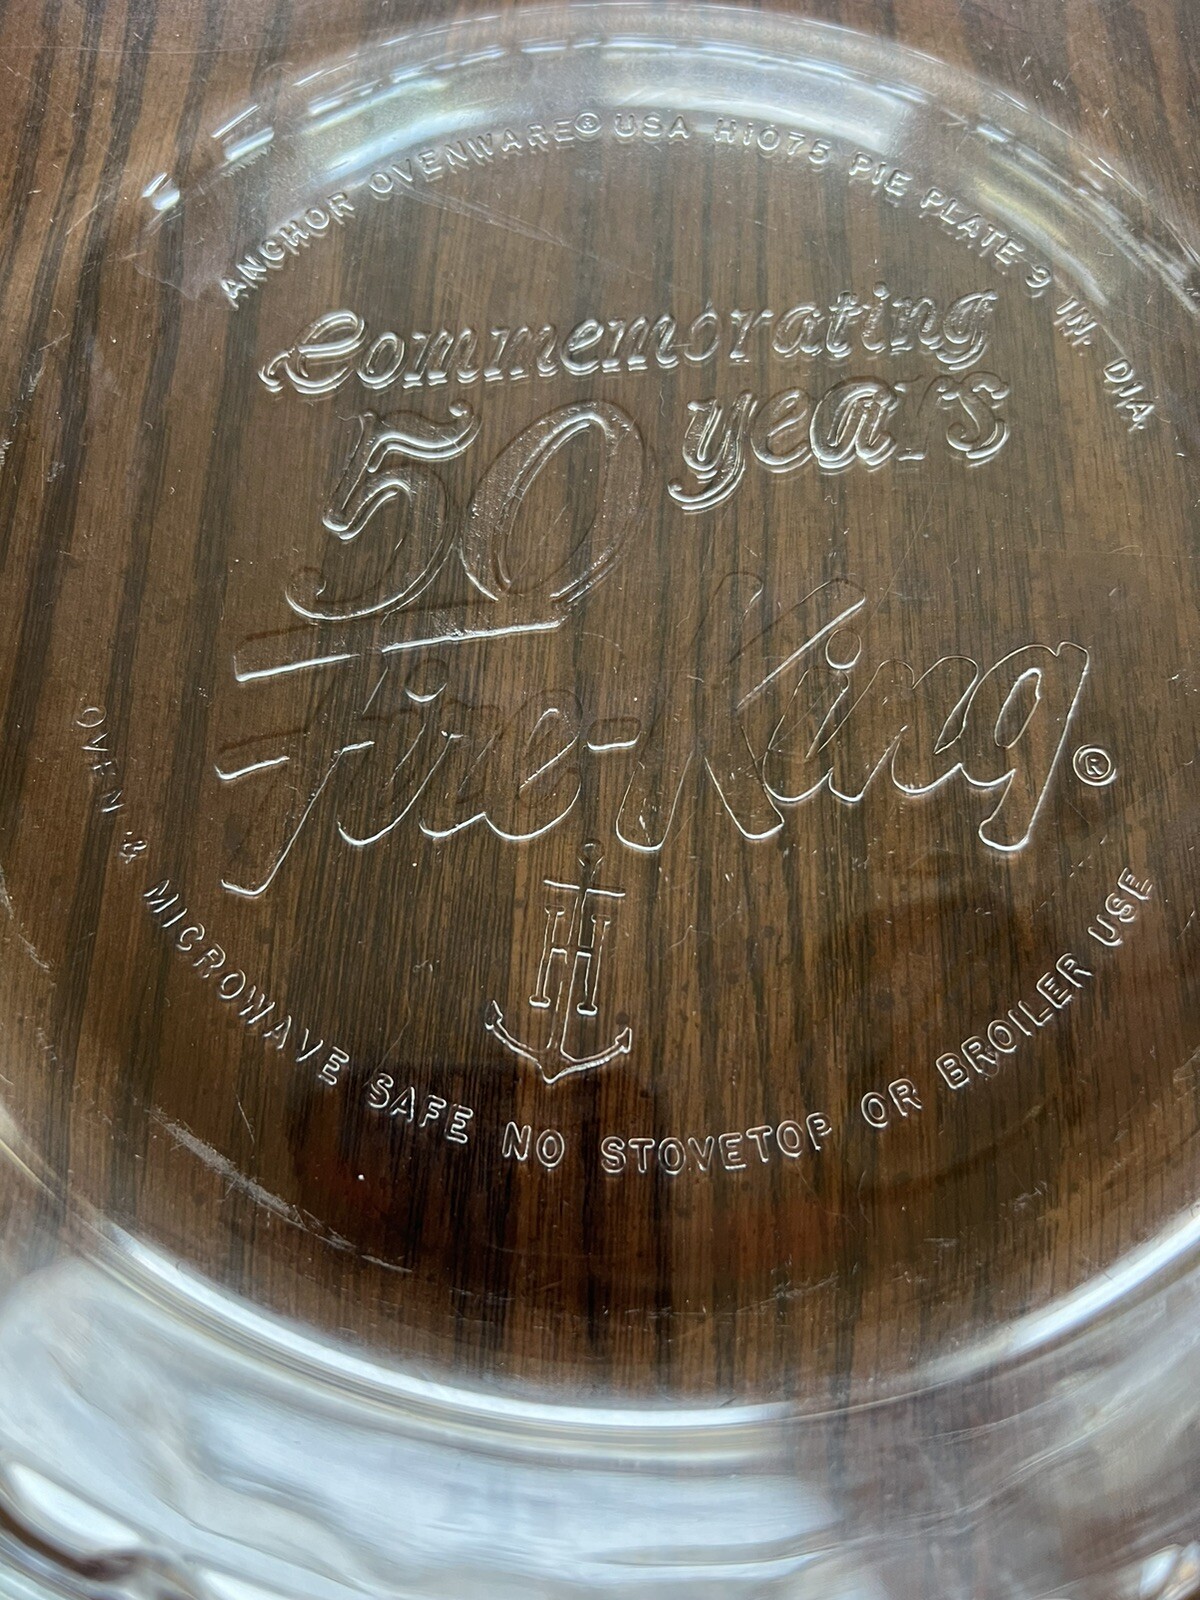 ANCHOR OVENWARE® USA H1075 PIE PLATE 9 IN. DIA.
Commemorating
50 years
Fire-King®
H
OVEN & MICROWAVE SAFE NO STOVETOP OR BROILER USE